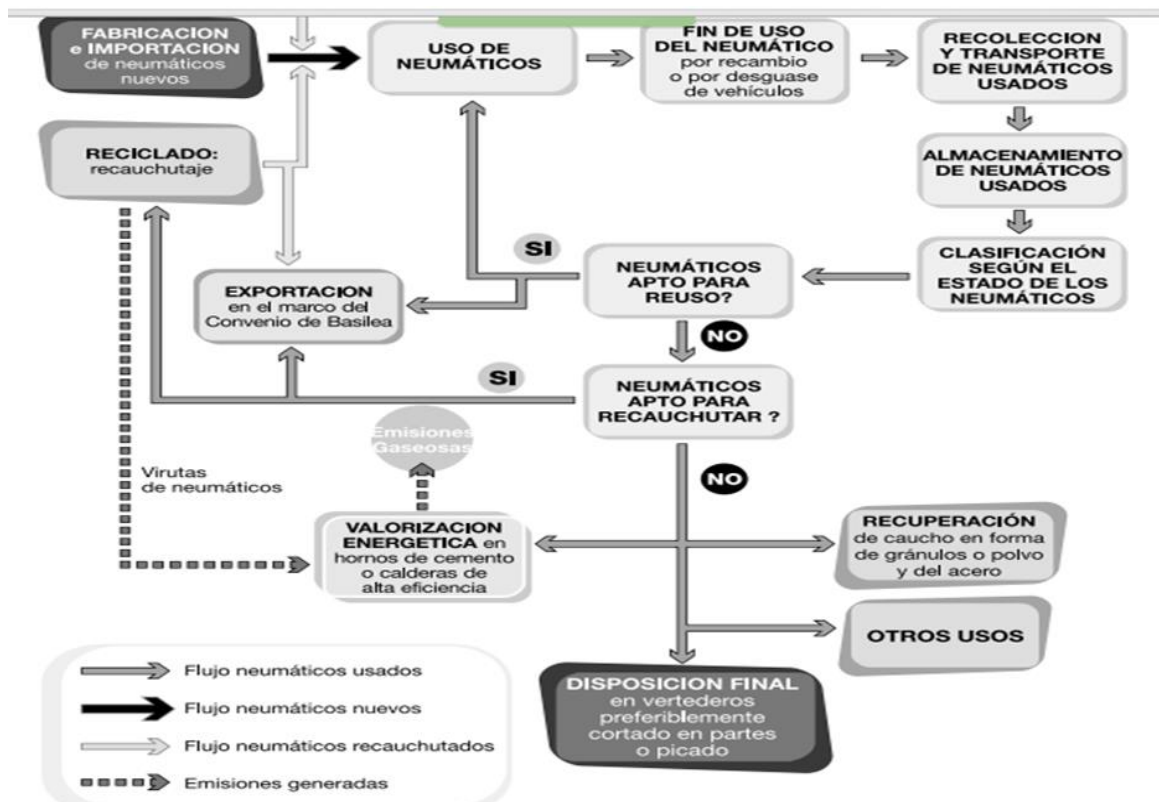 FABRICACION
e IMPORTACION
de neumáticos
nuevos
USO DE
NEUMÁTICOS
FIN DE USO
DEL NEUMÁTICO
por recambio
o por desguase
de vehículos
RECOLECCION
Y TRANSPORTE
DE NEUMÁTICOS
USADOS
RECICLADO:
recauchutaje
ALMACENAMIENTO
DE NEUMÁTICOS
USADOS
SI
EXPORTACION
en el marco del
Convenio de Basilea
NEUMÁTICOS
APTO PARA
REUSO?
CLASIFICACIÓN
SEGÚN EL
ESTADO DE LOS
NEUMÁTICOS
NO
SI
NEUMÁTICOS
APTO PARA
RECAUCHUTAR ?
Emisiones
Gaseosas
NO
Virutas
de neumáticos
VALORIZACION
ENERGETICA en
hornos de cemento
o calderas de
alta eficiencia
RECUPERACIÓN
de caucho en forma
de gránulos o polvo
y del acero
OTROS USOS
DISPOSICION FINAL
en vertederos
preferiblemente
cortado en partes
o picado
Flujo neumáticos usados
Flujo neumáticos nuevos
Flujo neumáticos recauchutados
Emisiones generadas